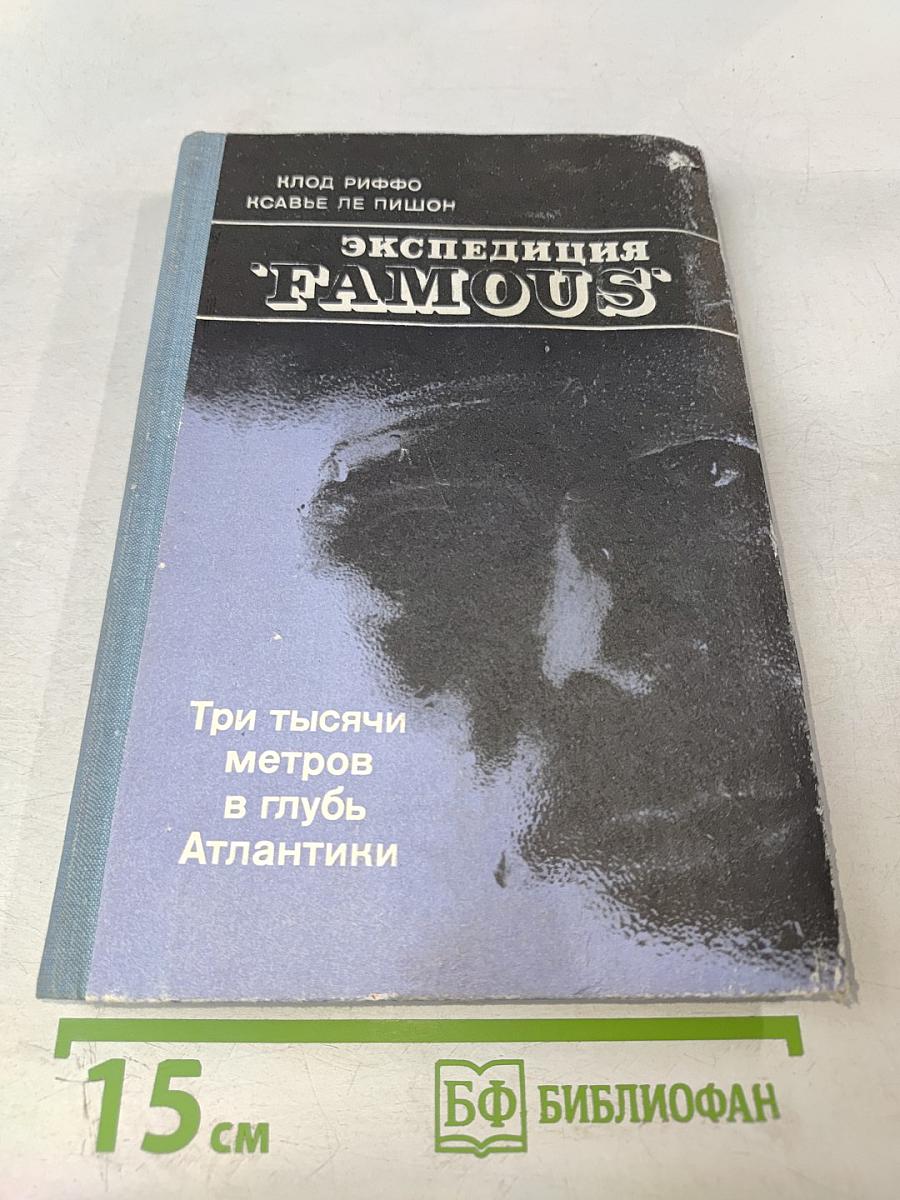 КЛОД РИФФО
КСАВЬЕ ЛЕ ПИШОН
ЭКСПЕДИЦИЯ
'FAMOUS'
Три тысячи
метров
в глубь
Атлантики
15 см
БФ БИБЛИОФАН